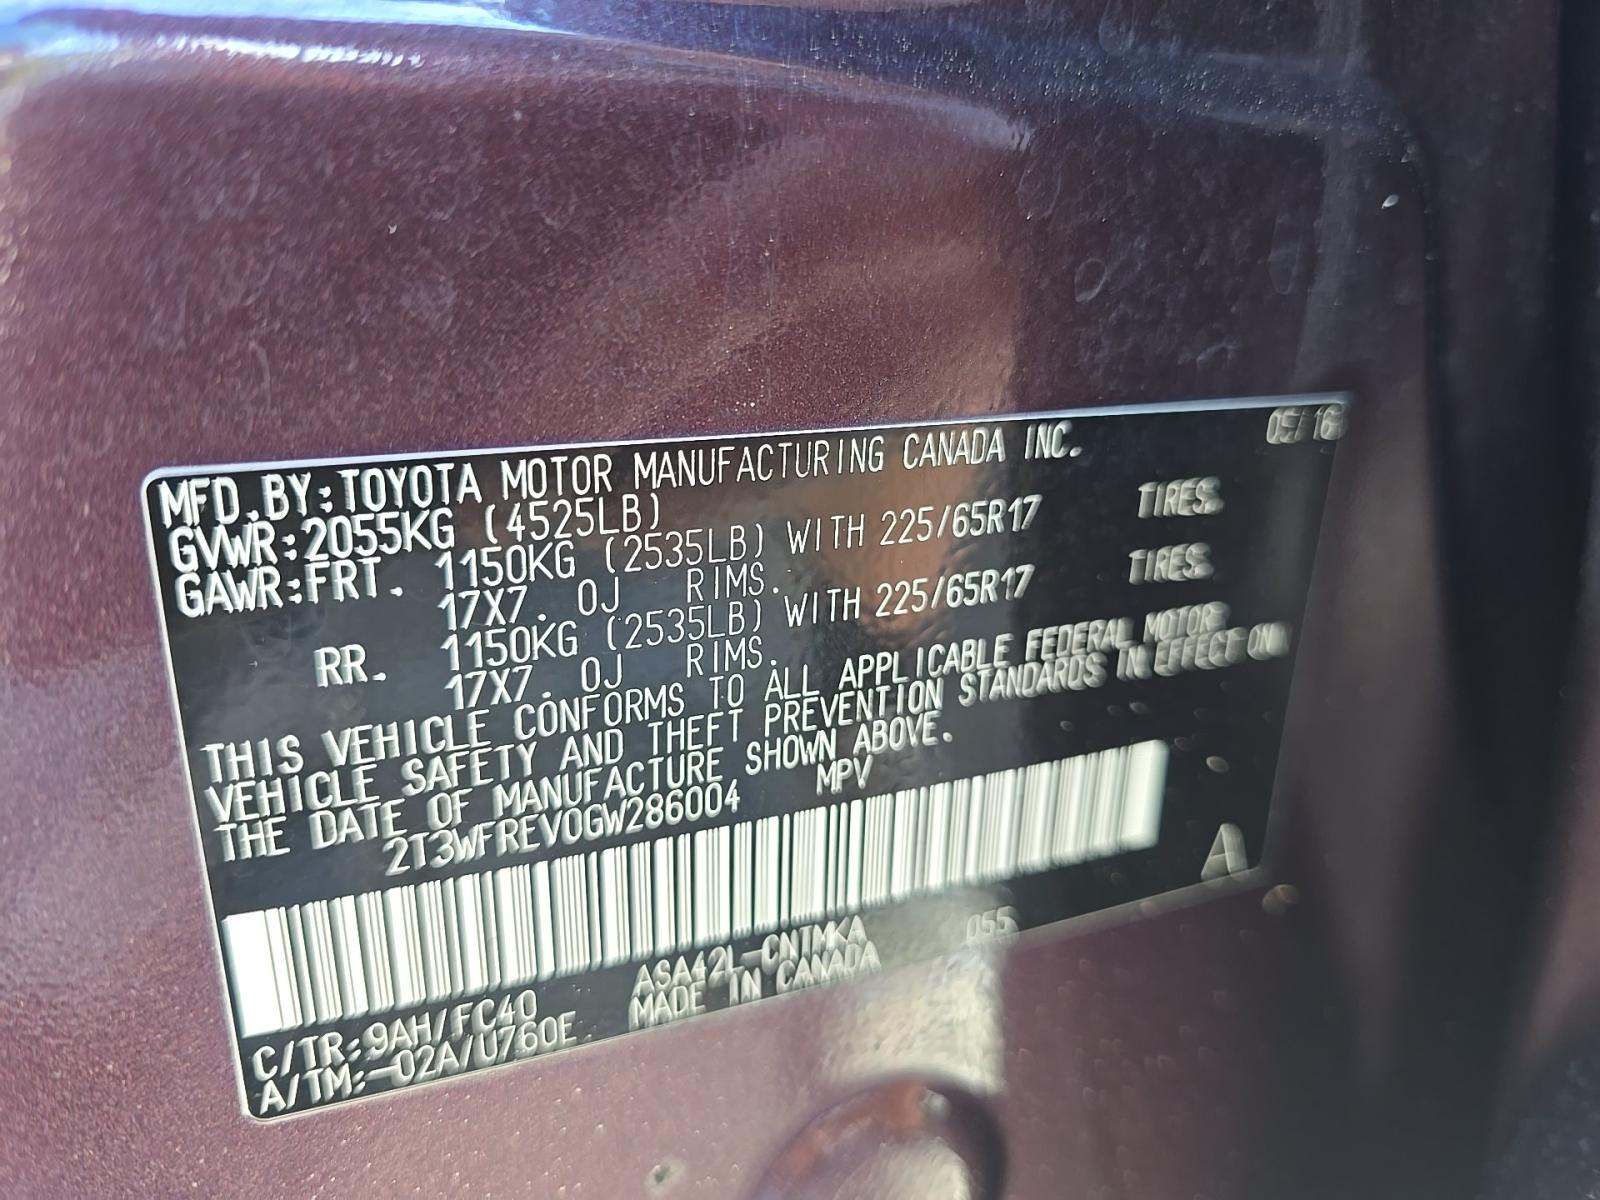 05/16
MFD.BY:TOYOTA MOTOR MANUFACTURING CANADA INC.
GVWR:2055KG (4525LB)
GAWR:FRT. 1150KG (2535LB) WITH 225/65R17 TIRES.
17X7.0J RIMS.
RR. 1150KG (2535LB) WITH 225/65R17 TIRES.
17X7.0J RIMS.
THIS VEHICLE CONFORMS TO ALL APPLICABLE FEDERAL MOTOR
VEHICLE SAFETY AND THEFT PREVENTION STANDARDS IN EFFECT ON
THE DATE OF MANUFACTURE SHOWN ABOVE.
2T3WFREV0GW286004 MPV
A
055
C/TR:9AH/FC40 ASA42L-CNTMKA
A/TM:-02A/U760E MADE IN CANADA